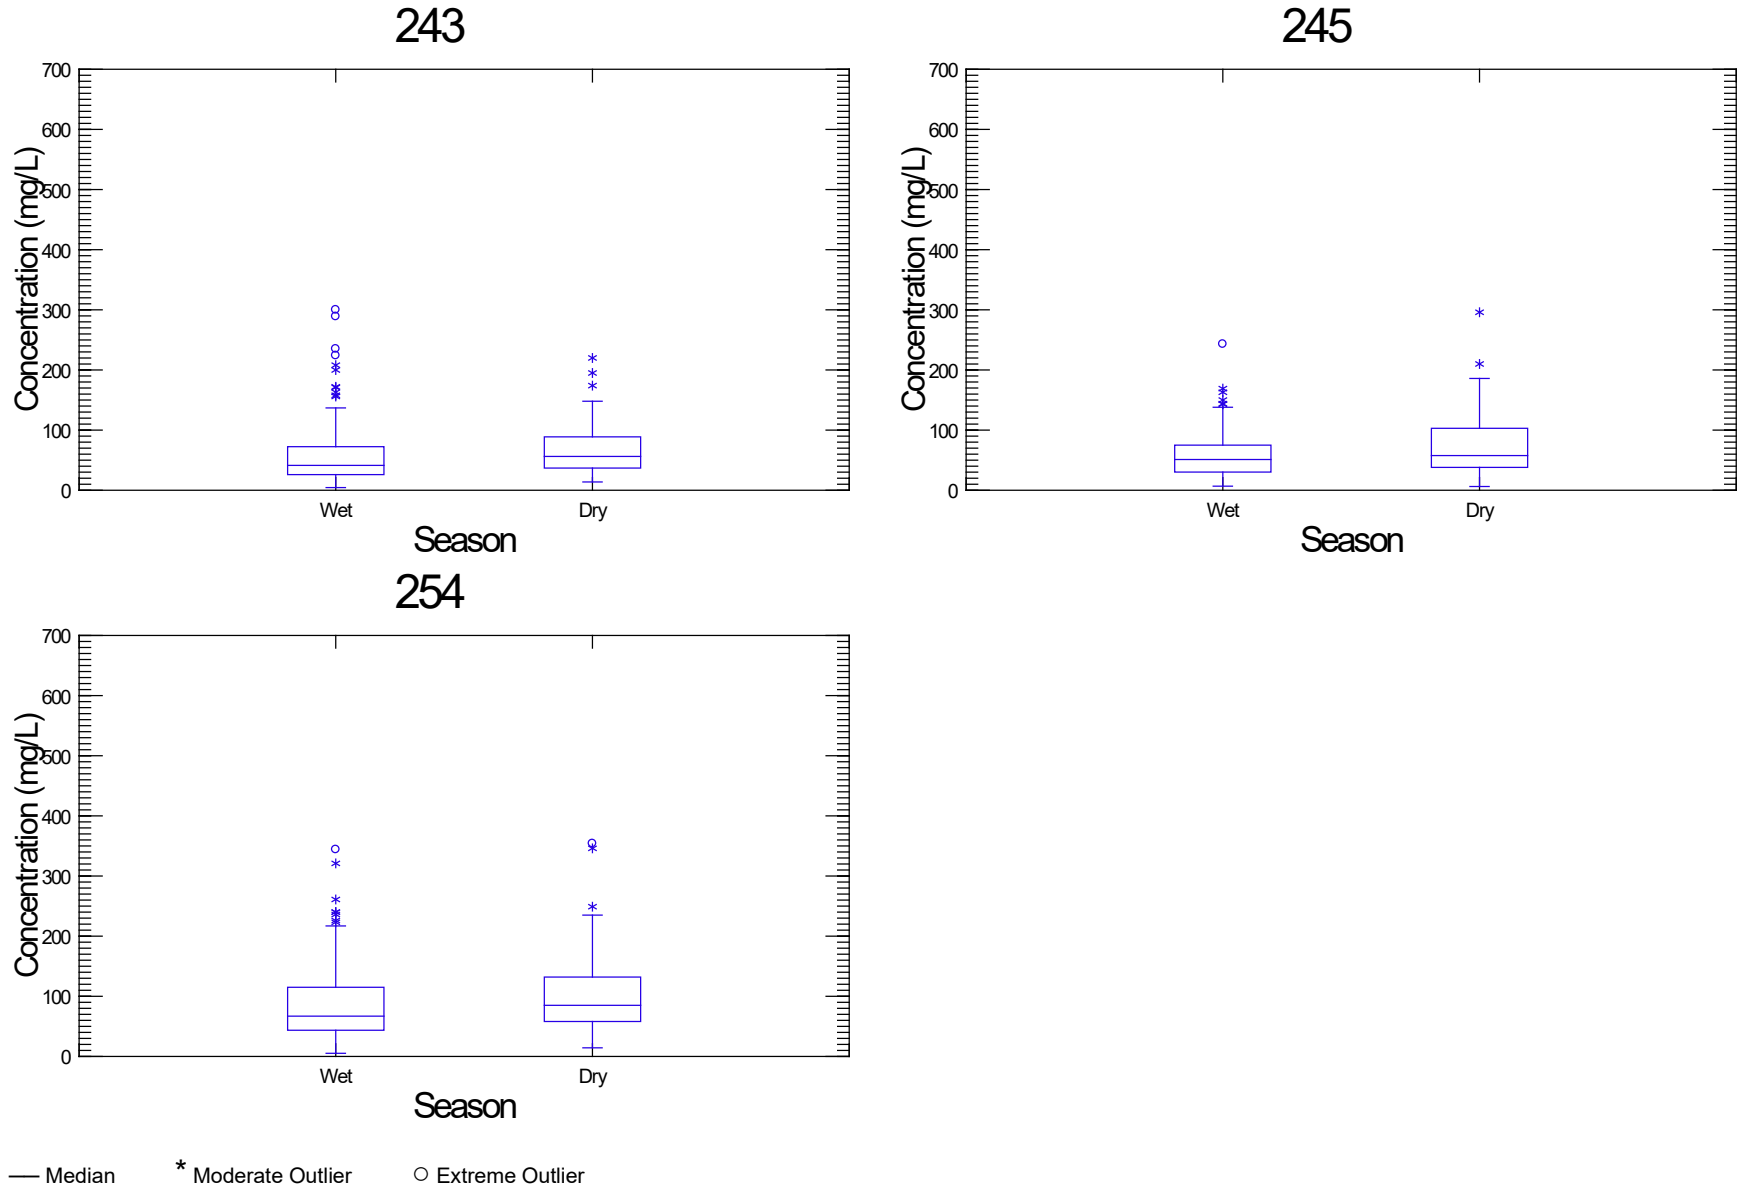 243
700
600
500
400
300
200
100
0
Concentration (mg/L)
Wet Dry
Season
245
700
600
500
400
300
200
100
0
Concentration (mg/L)
Wet Dry
Season
254
700
600
500
400
300
200
100
0
Concentration (mg/L)
Wet Dry
Season
— Median * Moderate Outlier ○ Extreme Outlier